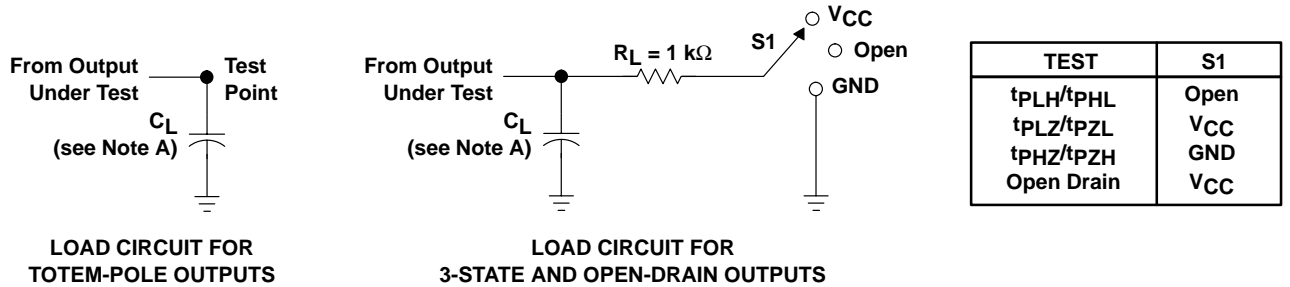 From Output
Under Test
Test
Point
CL
(see Note A)
LOAD CIRCUIT FOR
TOTEM-POLE OUTPUTS
From Output
Under Test
CL
(see Note A)
RL = 1 kΩ
S1
VCC
Open
GND
LOAD CIRCUIT FOR
3-STATE AND OPEN-DRAIN OUTPUTS
TEST S1
tPLH/tPHL Open
tPLZ/tPZL VCC
tPHZ/tPZH GND
Open Drain VCC